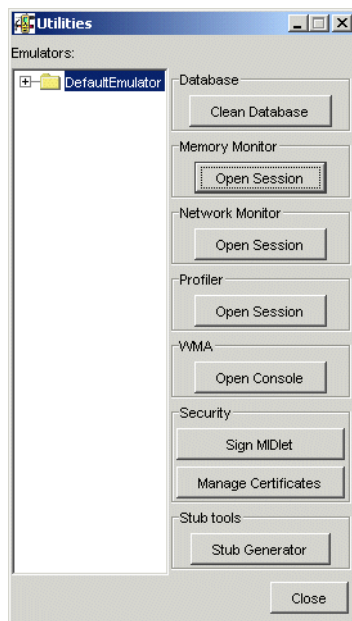 Utilities
Emulators:
DefaultEmulator
Database
Clean Database
Memory Monitor
Open Session
Network Monitor
Open Session
Profiler
Open Session
WMA
Open Console
Security
Sign MIDlet
Manage Certificates
Stub tools
Stub Generator
Close